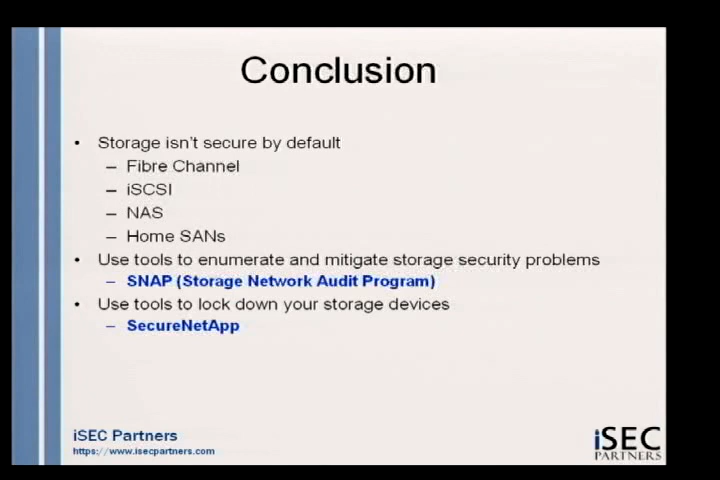 Conclusion
• Storage isn't secure by default
– Fibre Channel
– iSCSI
– NAS
– Home SANs
• Use tools to enumerate and mitigate storage security problems
– SNAP (Storage Network Audit Program)
• Use tools to lock down your storage devices
– SecureNetApp
iSEC Partners
https://www.isecpartners.com
iSEC
PARTNERS